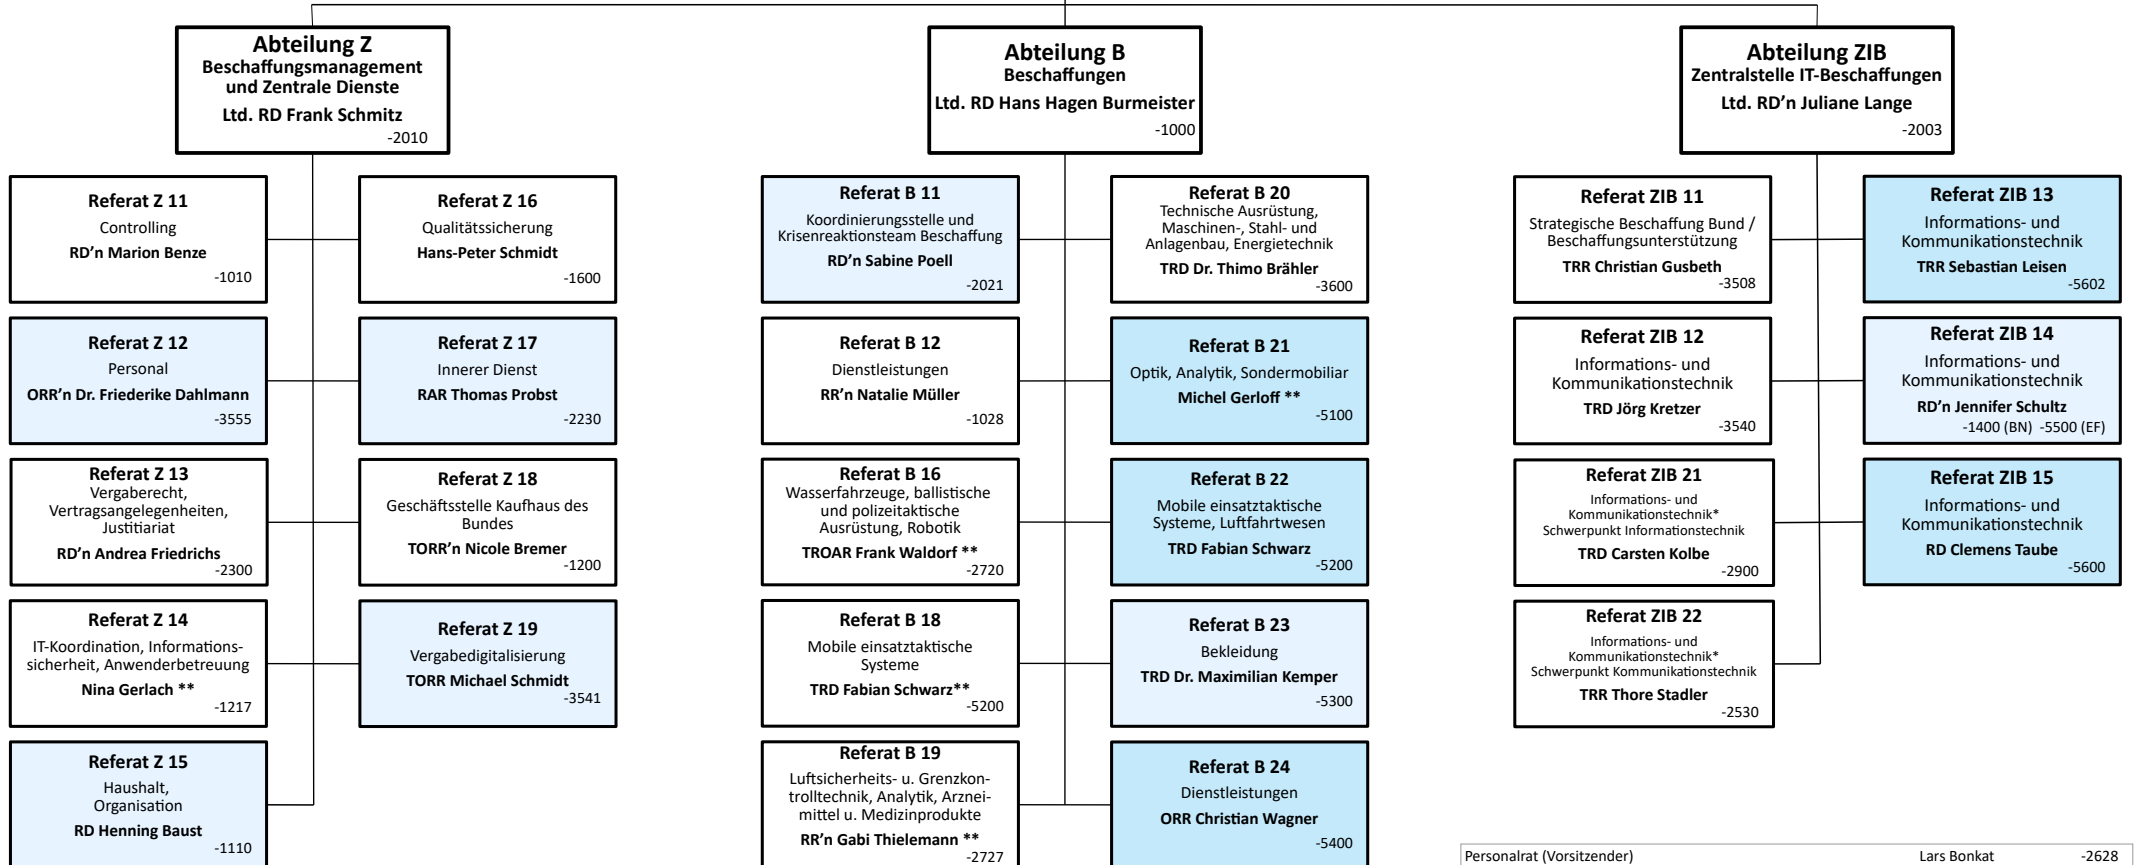 Abteilung Z
Beschaffungsmanagement
und Zentrale Dienste
Ltd. RD Frank Schmitz
-2010
Abteilung B
Beschaffungen
Ltd. RD Hans Hagen Burmeister
-1000
Abteilung ZIB
Zentralstelle IT-Beschaffungen
Ltd. RD’n Juliane Lange
-2003
Referat Z 11
Controlling
RD’n Marion Benze
-1010
Referat Z 16
Qualitätssicherung
Hans-Peter Schmidt
-1600
Referat Z 12
Personal
ORR’n Dr. Friederike Dahlmann
-3555
Referat Z 17
Innerer Dienst
RAR Thomas Probst
-2230
Referat Z 13
Vergaberecht,
Vertragsangelegenheiten,
Justitiariat
RD’n Andrea Friedrichs
-2300
Referat Z 18
Geschäftsstelle Kaufhaus des
Bundes
TORR’n Nicole Bremer
-1200
Referat Z 14
IT-Koordination, Informations-
sicherheit, Anwenderbetreuung
Nina Gerlach **
-1217
Referat Z 19
Vergabedigitalisierung
TORR Michael Schmidt
-3541
Referat Z 15
Haushalt,
Organisation
RD Henning Baust
-1110
Referat B 11
Koordinierungsstelle und
Krisenreaktionsteam Beschaffung
RD’n Sabine Poell
-2021
Referat B 20
Technische Ausrüstung,
Maschinen-, Stahl- und
Anlagenbau, Energietechnik
TRD Dr. Thimo Brähler
-3600
Referat B 12
Dienstleistungen
RR’n Natalie Müller
-1028
Referat B 21
Optik, Analytik, Sondermobiliar
Michel Gerloff **
-5100
Referat B 16
Wasserfahrzeuge, ballistische
und polizeitaktische
Ausrüstung, Robotik
TROAR Frank Waldorf **
-2720
Referat B 22
Mobile einsatztaktische
Systeme, Luftfahrtwesen
TRD Fabian Schwarz
-5200
Referat B 18
Mobile einsatztaktische
Systeme
TRD Fabian Schwarz**
-5200
Referat B 23
Bekleidung
TRD Dr. Maximilian Kemper
-5300
Referat B 19
Luftsicherheits- u. Grenzkon-
trolltechnik, Analytik, Arznei-
mittel u. Medizinprodukte
RR’n Gabi Thielemann **
-2727
Referat B 24
Dienstleistungen
ORR Christian Wagner
-5400
Referat ZIB 11
Strategische Beschaffung Bund /
Beschaffungsunterstützung
TRR Christian Gusbeth
-3508
Referat ZIB 13
Informations- und
Kommunikationstechnik
TRR Sebastian Leisen
-5602
Referat ZIB 12
Informations- und
Kommunikationstechnik
TRD Jörg Kretzer
-3540
Referat ZIB 14
Informations- und
Kommunikationstechnik
RD’n Jennifer Schultz
-1400 (BN) -5500 (EF)
Referat ZIB 21
Informations- und
Kommunikationstechnik*
Schwerpunkt Informationstechnik
TRD Carsten Kolbe
-2900
Referat ZIB 15
Informations- und
Kommunikationstechnik
RD Clemens Taube
-5600
Referat ZIB 22
Informations- und
Kommunikationstechnik*
Schwerpunkt Kommunikationstechnik
TRR Thore Stadler
-2530
Personalrat (Vorsitzender) Lars Bonkat -2628